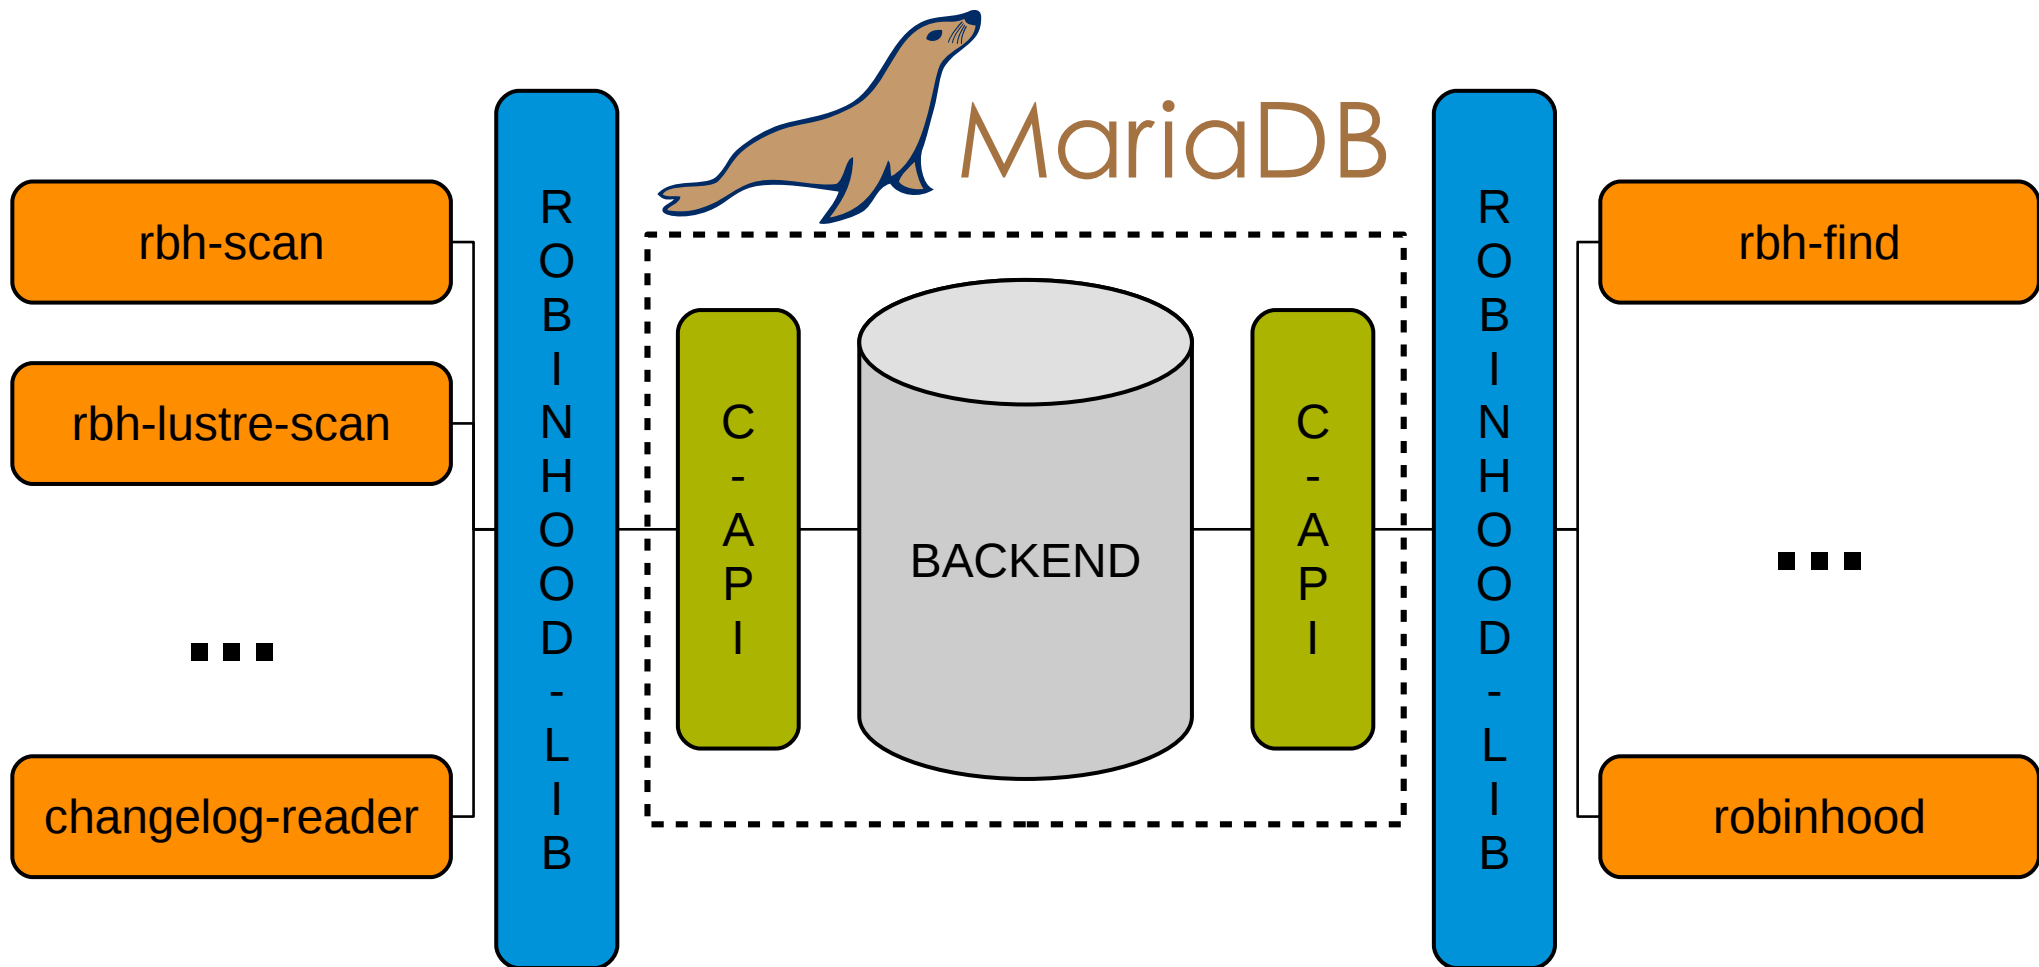 MariaDB
rbh-scan
rbh-lustre-scan
...
changelog-reader
ROBINHOOD-LIB
C-API
BACKEND
C-API
ROBINHOOD-LIB
rbh-find
...
robinhood